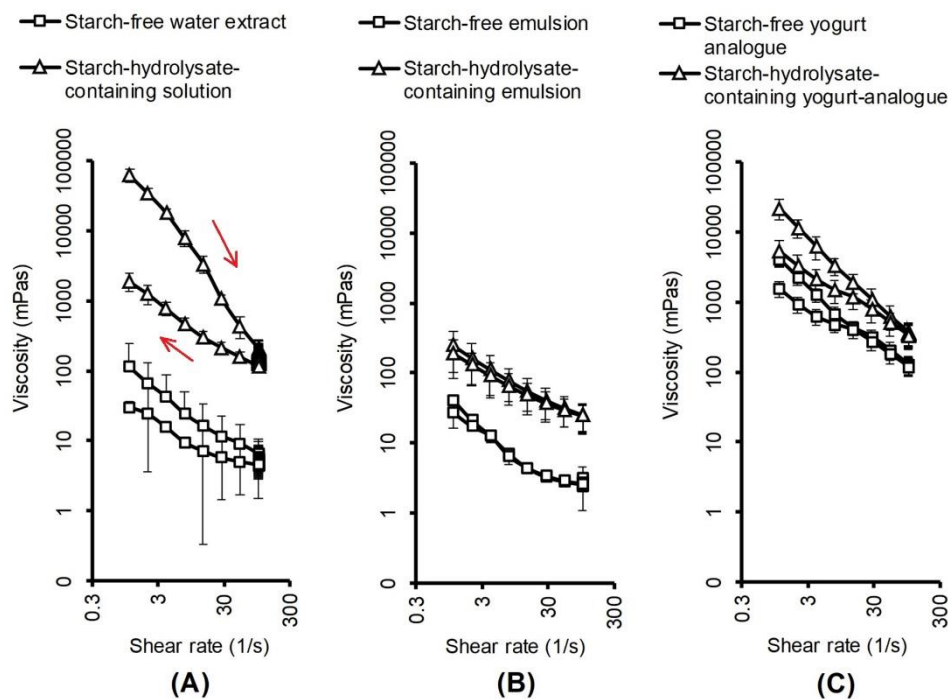 Starch-free water extract
Starch-hydrolysate-
containing solution
Starch-free emulsion
Starch-hydrolysate-
containing emulsion
Starch-free yogurt
analogue
Starch-hydrolysate-
containing yogurt-analogue
Viscosity (mPas)
100000
10000
1000
100
10
1
0
0.3
3
30
300
Shear rate (1/s)
(A)
Viscosity (mPas)
100000
10000
1000
100
10
1
0
0.3
3
30
300
Shear rate (1/s)
(B)
Viscosity (mPas)
100000
10000
1000
100
10
1
0
0.3
3
30
300
Shear rate (1/s)
(C)